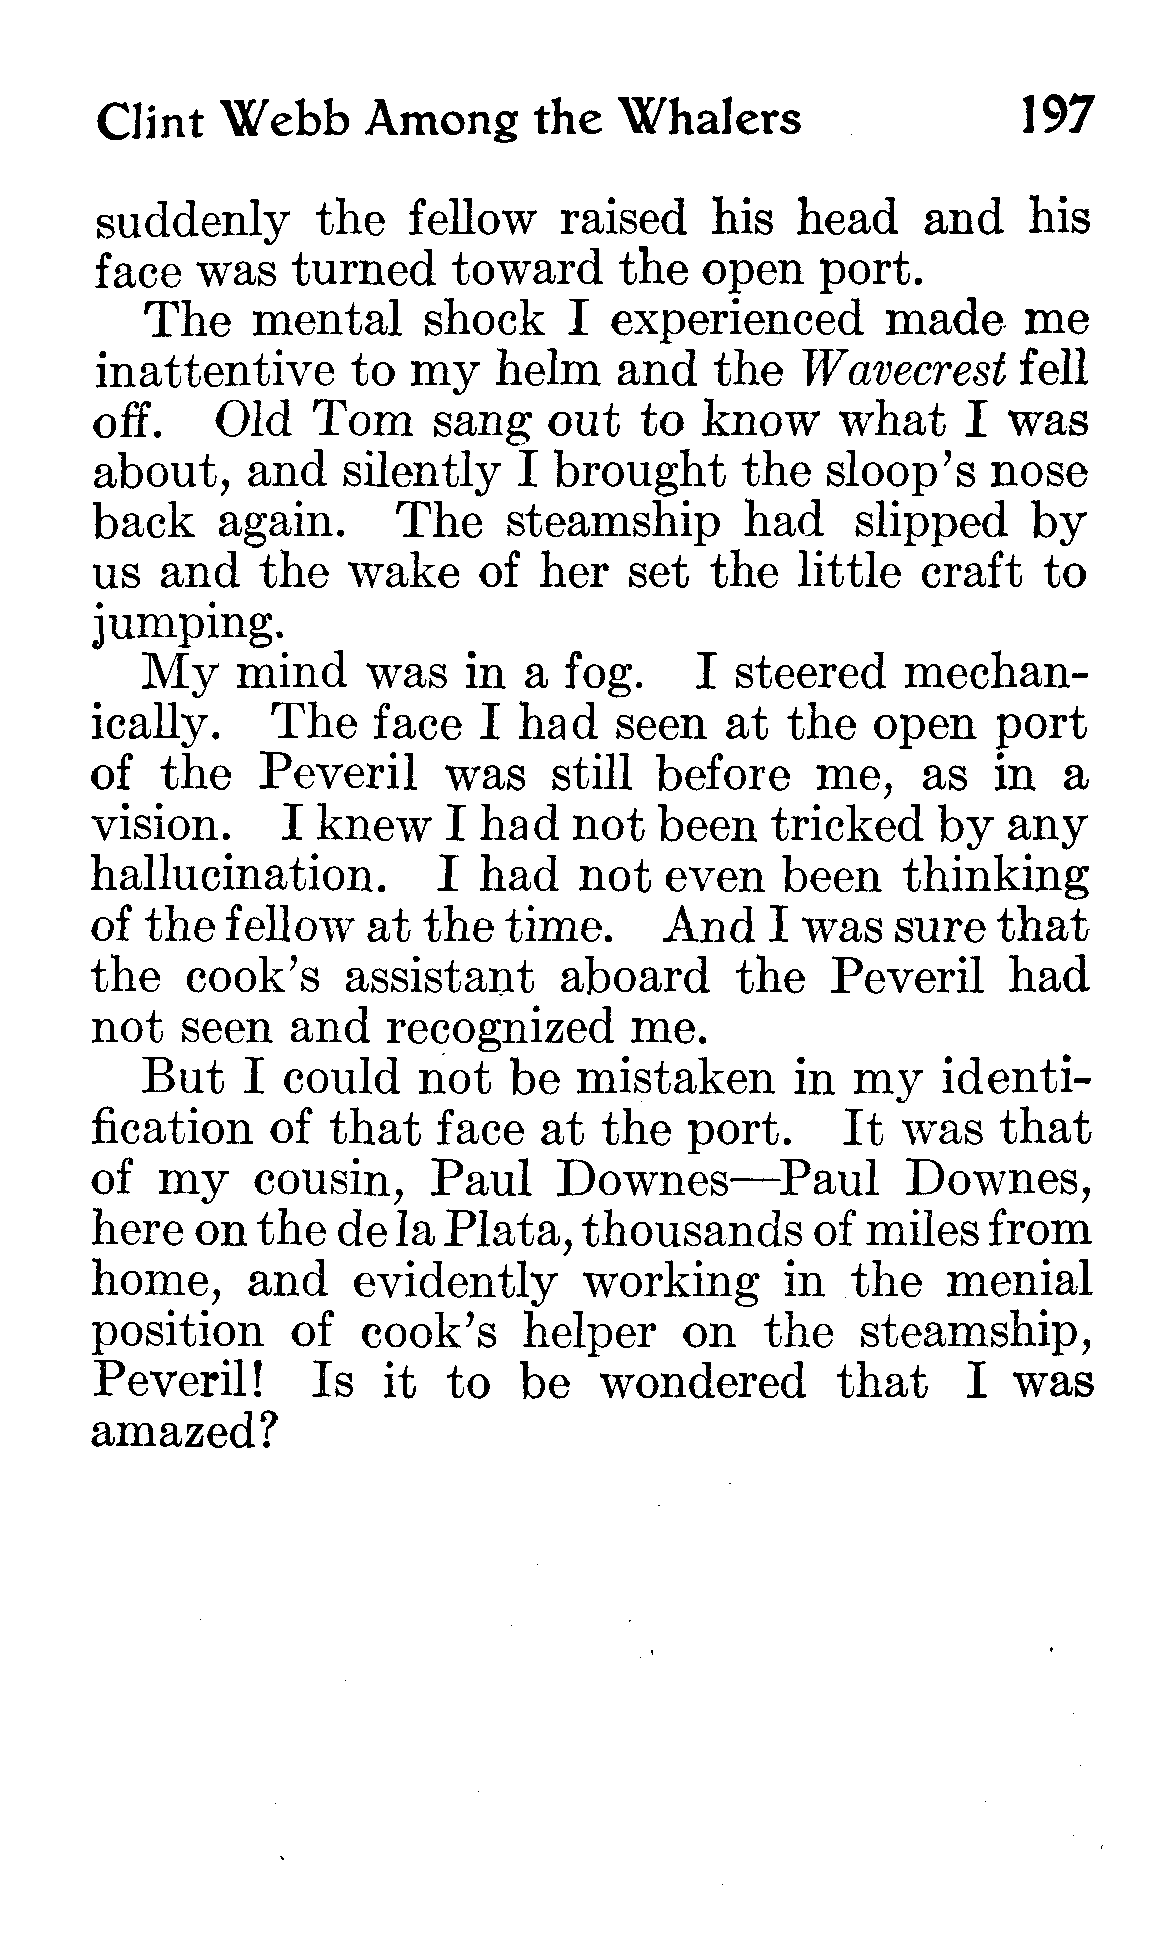 Clint Webb Among the Whalers 197
suddenly the fellow raised his head and his
face was turned toward the open port.
The mental shock I experienced made me
inattentive to my helm and the Wavecrest fell
off. Old Tom sang out to know what I was
about, and silently I brought the sloop's nose
back again. The steamship had slipped by
us and the wake of her set the little craft to
jumping.
My mind was in a fog. I steered mechan-
ically. The face I had seen at the open port
of the Peveril was still before me, as in a
vision. I knew I had not been tricked by any
hallucination. I had not even been thinking
of the fellow at the time. And I was sure that
the cook's assistant aboard the Peveril had
not seen and recognized me.
But I could not be mistaken in my identi-
fication of that face at the port. It was that
of my cousin, Paul Downes—Paul Downes,
here on the de la Plata, thousands of miles from
home, and evidently working in the menial
position of cook's helper on the steamship,
Peveril! Is it to be wondered that I was
amazed?